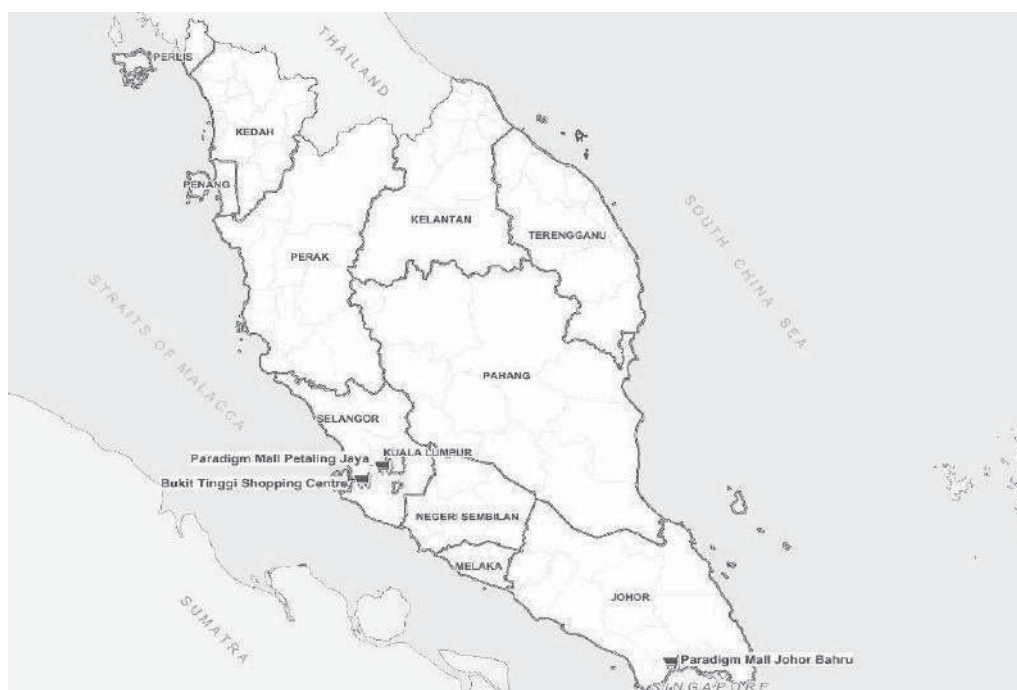 THAILAND
PERLIS
KEDAH
PENANG
KELANTAN
TERENGGANU
PERAK
SOUTH CHINA SEA
STRAITS OF MALACCA
PAHANG
SELANGOR
KUALA LUMPUR
Paradigm Mall Petaling Jaya
Bukit Tinggi Shopping Centre
NEGERI SEMBILAN
MELAKA
JOHOR
SUMATRA
Paradigm Mall Johor Bahru
SINGAPORE